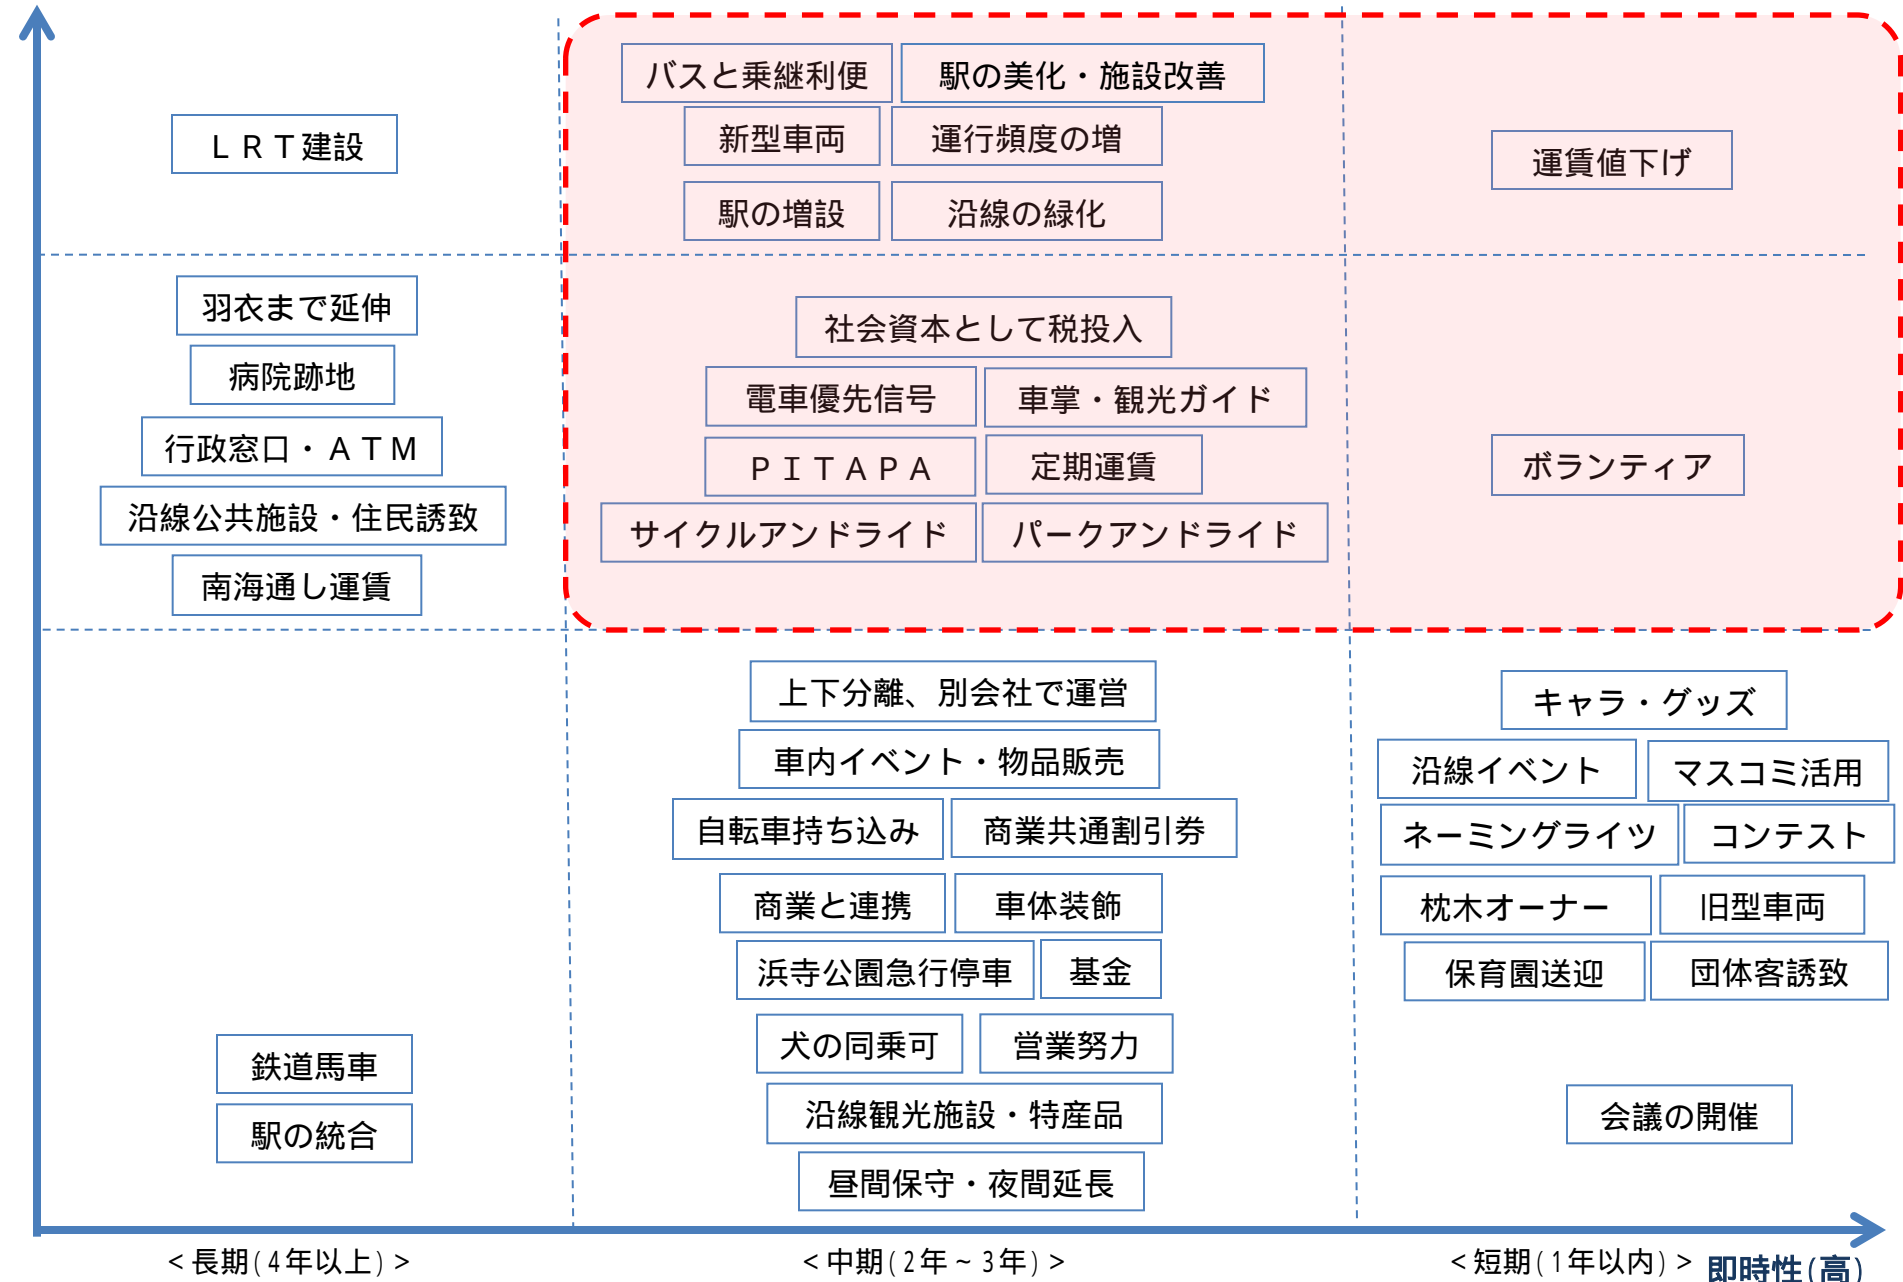 バスと乗継利便
駅の美化・施設改善
ＬＲＴ建設
新型車両
運行頻度の増
運賃値下げ
駅の増設
沿線の緑化
羽衣まで延伸
社会資本として税投入
病院跡地
電車優先信号
車掌・観光ガイド
行政窓口・ＡＴＭ
ＰＩＴＡＰＡ
定期運賃
ボランティア
沿線公共施設・住民誘致
サイクルアンドライド
パークアンドライド
南海通し運賃
上下分離、別会社で運営
キャラ・グッズ
車内イベント・物品販売
沿線イベント
マスコミ活用
自転車持ち込み
商業共通割引券
ネーミングライツ
コンテスト
商業と連携
車体装飾
枕木オーナー
旧型車両
浜寺公園急行停車
基金
保育園送迎
団体客誘致
犬の同乗可
営業努力
鉄道馬車
沿線観光施設・特産品
会議の開催
駅の統合
昼間保守・夜間延長
＜長期(4年以上)＞
＜中期(2年～3年)＞
＜短期(1年以内)＞
即時性(高)